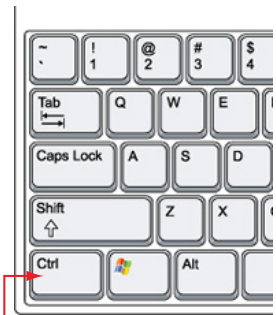 ~ ! @ # $
` 1 2 3 4
Tab Q W E
Caps Lock A S D
Shift Z X
Ctrl Alt